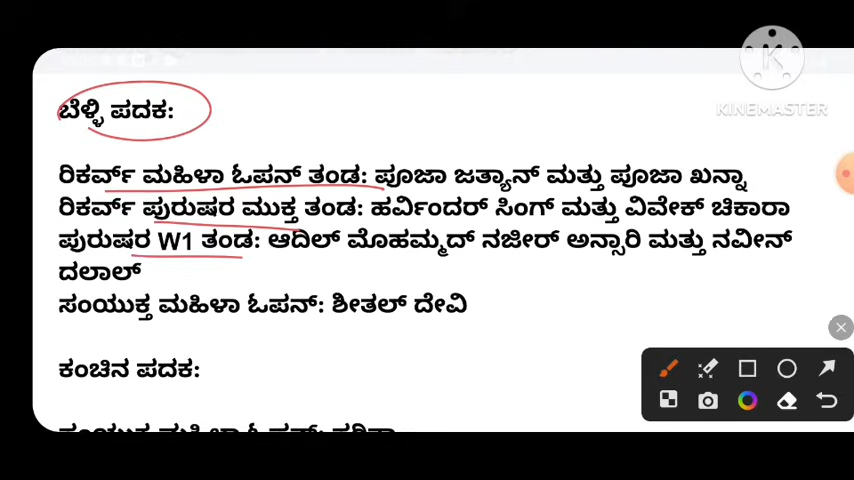 ಬೆಳ್ಳಿ ಪದಕ:
ರಿಕರ್ವ್ ಮಹಿಳಾ ಓಪನ್ ತಂಡ: ಪೂಜಾ ಜತ್ಯಾನ್ ಮತ್ತು ಪೂಜಾ ಖನ್ನಾ
ರಿಕರ್ವ್ ಪುರುಷರ ಮುಕ್ತ ತಂಡ: ಹರ್ವಿಂದರ್ ಸಿಂಗ್ ಮತ್ತು ವಿವೇಕ್ ಚಿಕಾರಾ
ಪುರುಷರ W1 ತಂಡ: ಆದಿಲ್ ಮೊಹಮ್ಮದ್ ನಜೀರ್ ಅನ್ಸಾರಿ ಮತ್ತು ನವೀನ್
ದಲಾಲ್
ಸಂಯುಕ್ತ ಮಹಿಳಾ ಓಪನ್: ಶೀತಲ್ ದೇವಿ
ಕಂಚಿನ ಪದಕ:
K
KINEMASTER